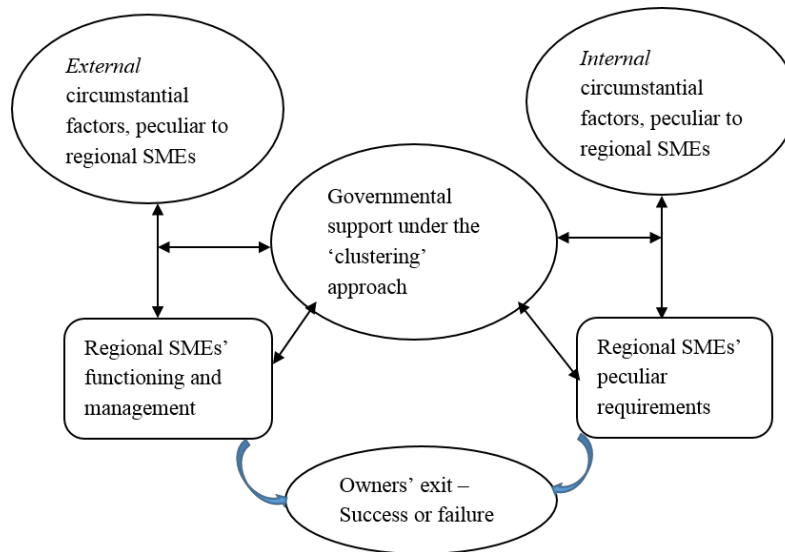 External
circumstantial
factors, peculiar to
regional SMEs
Internal
circumstantial
factors, peculiar to
regional SMEs
Governmental
support under the
‘clustering’
approach
Regional SMEs’
functioning and
management
Regional SMEs’
peculiar
requirements
Owners’ exit –
Success or failure